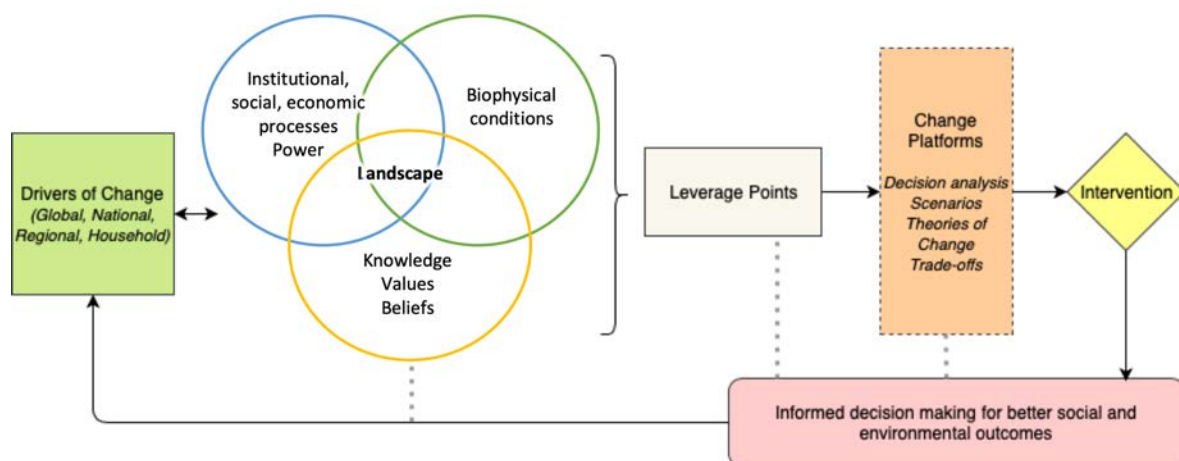 Drivers of Change
(Global, National,
Regional, Household)
Institutional,
social, economic
processes
Power
Biophysical
conditions
Landscape
Knowledge
Values
Beliefs
Leverage Points
Change
Platforms
Decision analysis
Scenarios
Theories of
Change
Trade-offs
Intervention
Informed decision making for better social and
environmental outcomes